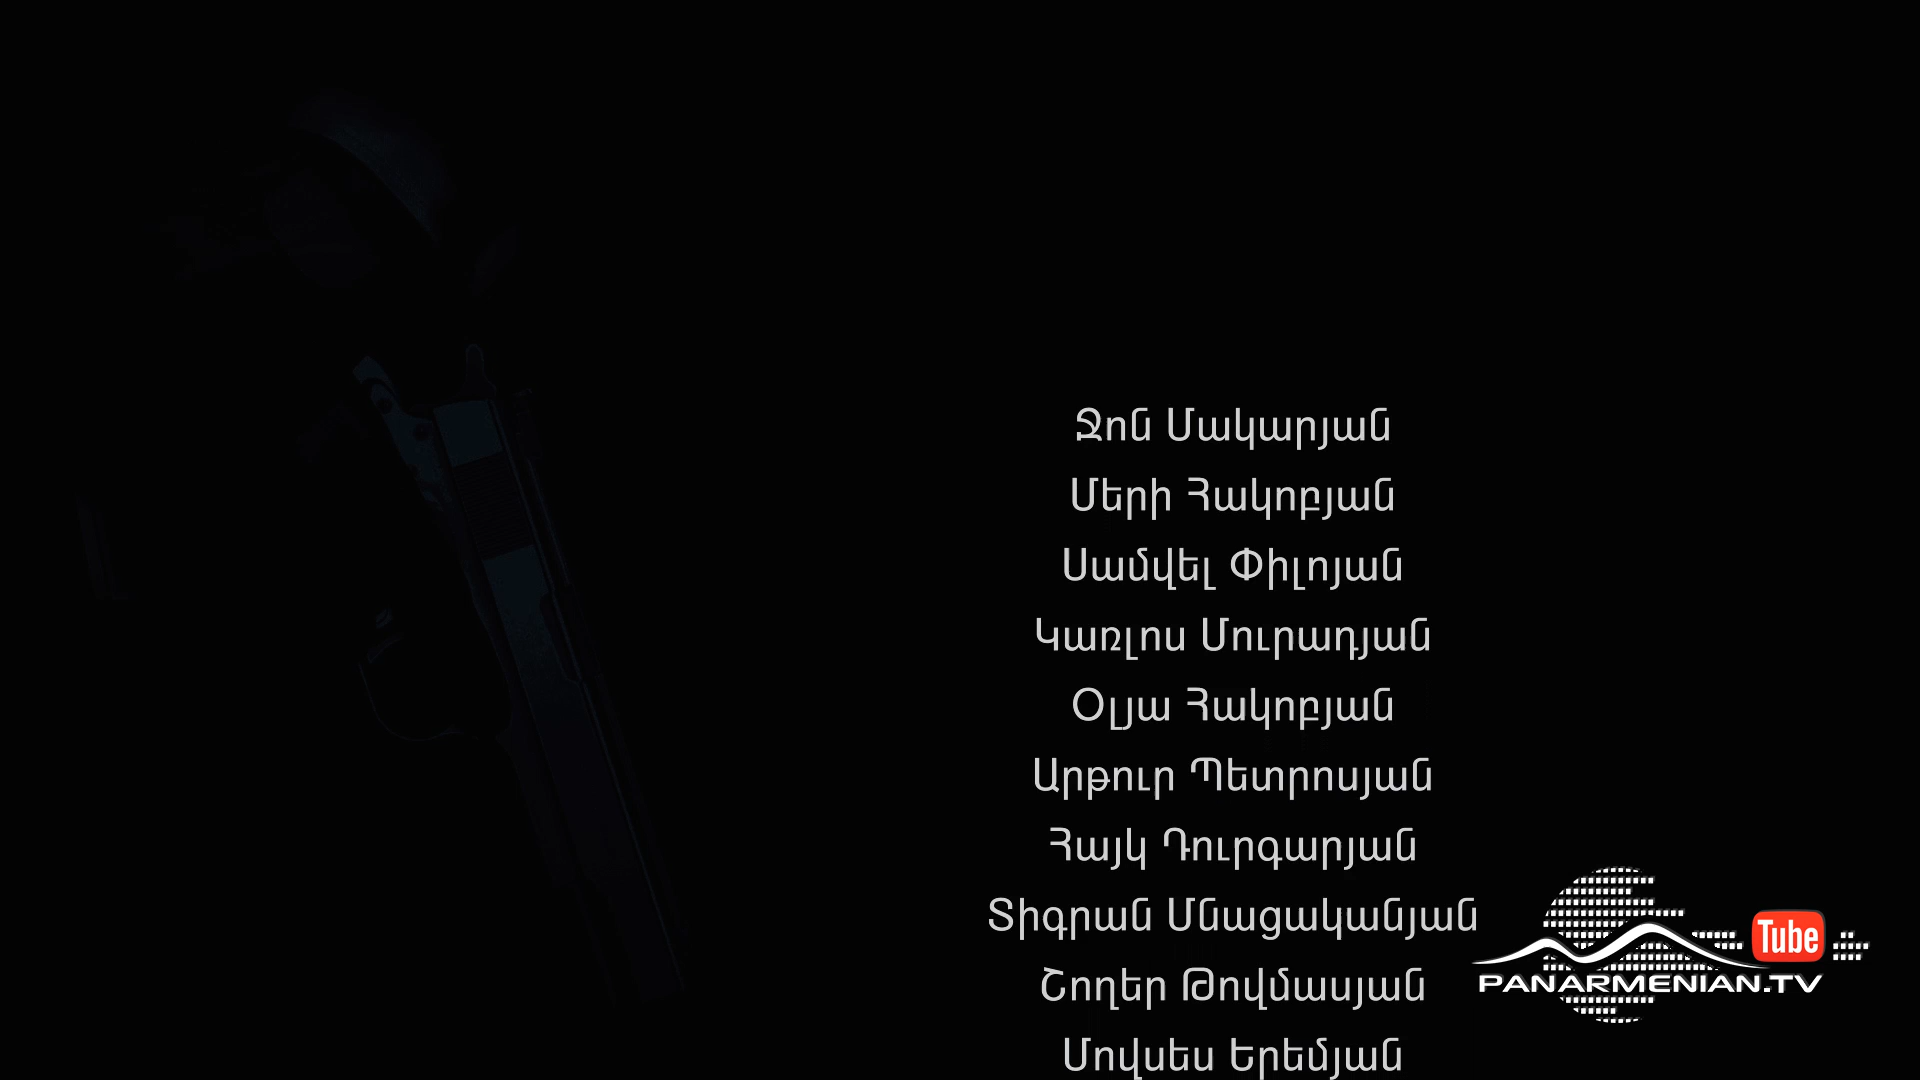 Ջոն Մակարյան
Մերի Հակոբյան
Սամվել Փիլոյան
Կառլոս Մուրադյան
Օլյա Հակոբյան
Արթուր Պետրոսյան
Հայկ Դուրգարյան
Տիգրան Մնացականյան
Շողեր Թովմասյան
Մովսես Երեմյան
Tube
PANARMENIAN.TV